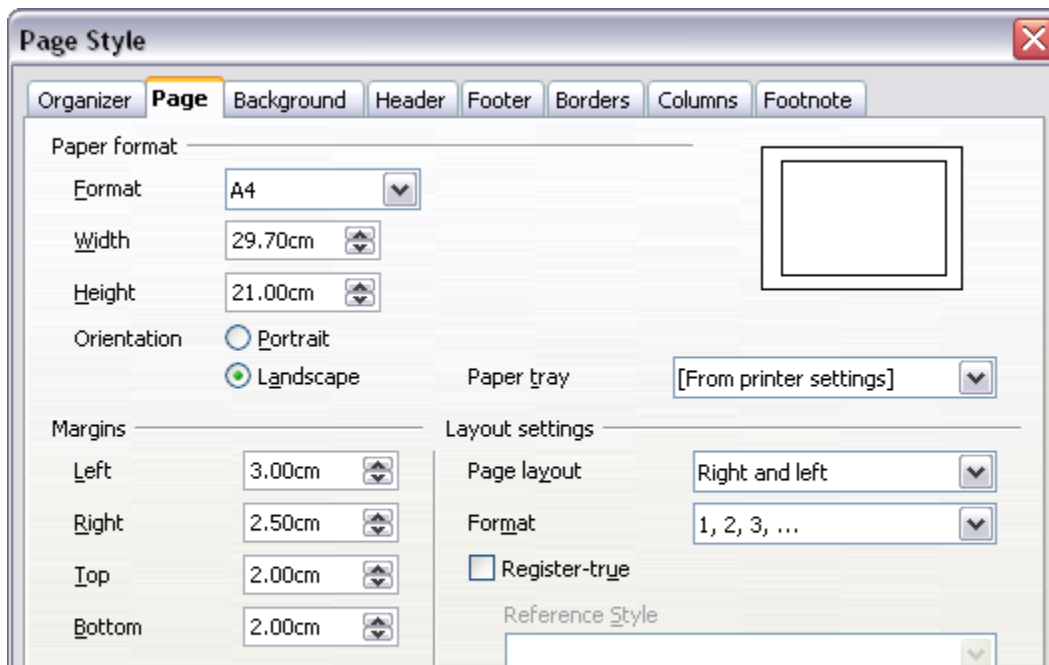 Page Style
Organizer Page Background Header Footer Borders Columns Footnote
Paper format
Format A4
Width 29.70cm
Height 21.00cm
Orientation Portrait
Landscape Paper tray [From printer settings]
Margins Layout settings
Left 3.00cm Page layout Right and left
Right 2.50cm Format 1, 2, 3, ...
Top 2.00cm Register-true
Bottom 2.00cm Reference Style